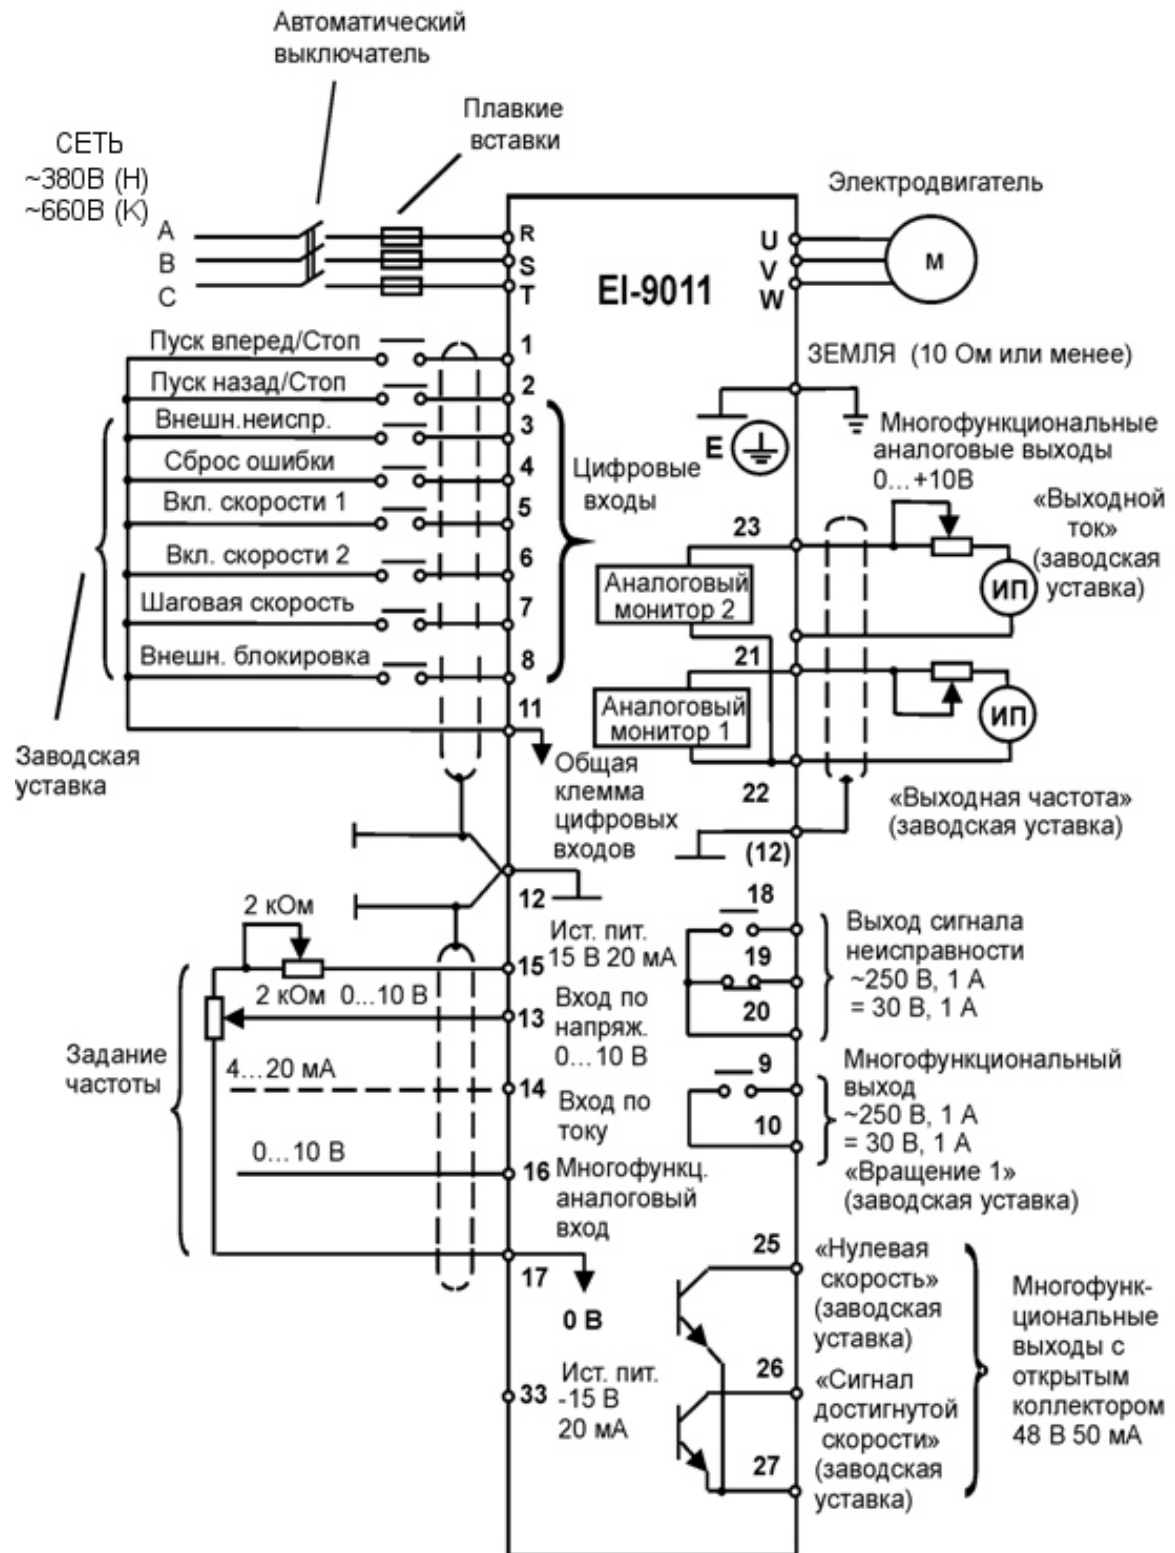 Автоматический
выключатель
Плавкие
вставки
СЕТЬ
~380В (Н)
~660В (К)
A
B
C
R
S
T
EI-9011
U
V
W
Электродвигатель
М
Пуск вперед/Стоп
1
Пуск назад/Стоп
2
Внешн.неиспр.
3
Сброс ошибки
4
Вкл. скорости 1
5
Вкл. скорости 2
6
Шаговая скорость
7
Внешн. блокировка
8
11
Цифровые
входы
Заводская
уставка
Общая
клемма
цифровых
входов
12
ЗЕМЛЯ (10 Ом или менее)
E
Многофункциональные
аналоговые выходы
0...+10В
«Выходной
ток»
(заводская
уставка)
23
Аналоговый
монитор 2
ИП
21
Аналоговый
монитор 1
ИП
22
«Выходная частота»
(заводская уставка)
(12)
2 кОм
15
Ист. пит.
15 В 20 мА
2 кОм 0...10 В
13
Вход по
напряж.
0...10 В
Задание
частоты
4...20 мА
14
Вход по
току
0...10 В
16
Многофункц.
аналоговый
вход
17
0 В
33
Ист. пит.
-15 В
20 мА
18
19
20
Выход сигнала
неисправности
~250 В, 1 А
= 30 В, 1 А
9
10
Многофункциональный
выход
~250 В, 1 А
= 30 В, 1 А
«Вращение 1»
(заводская уставка)
25
«Нулевая
скорость»
(заводская
уставка)
26
«Сигнал
достигнутой
скорости»
(заводская
уставка)
27
Многофунк-
циональные
выходы с
открытым
коллектором
48 В 50 мА